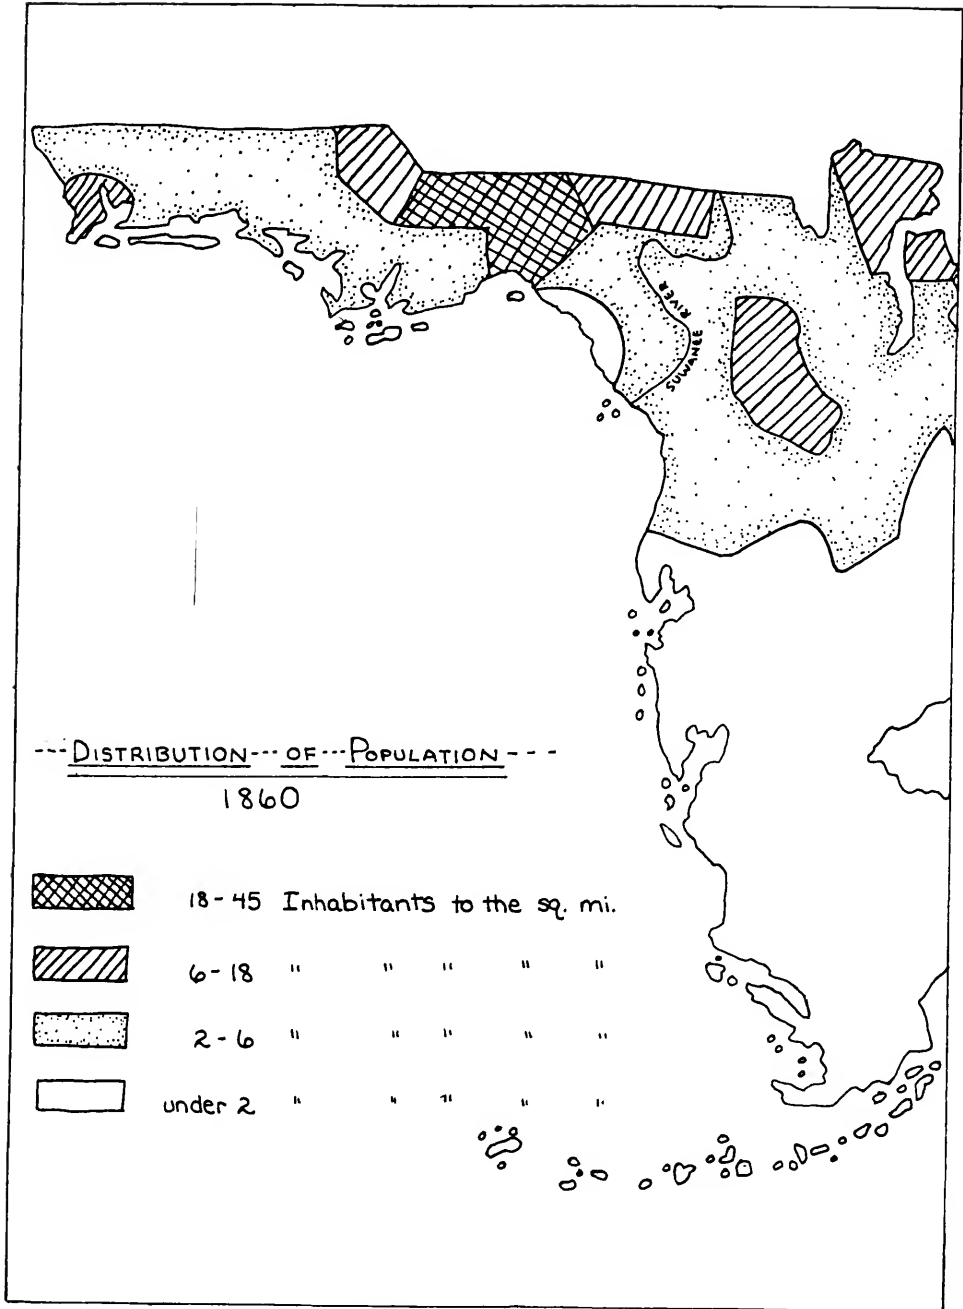 SUWANEE RIVER
---DISTRIBUTION---OF---POPULATION---
1860
18-45 Inhabitants to the sq. mi.
6-18 " " " " "
2-6 " " " " "
under 2 " " " " "